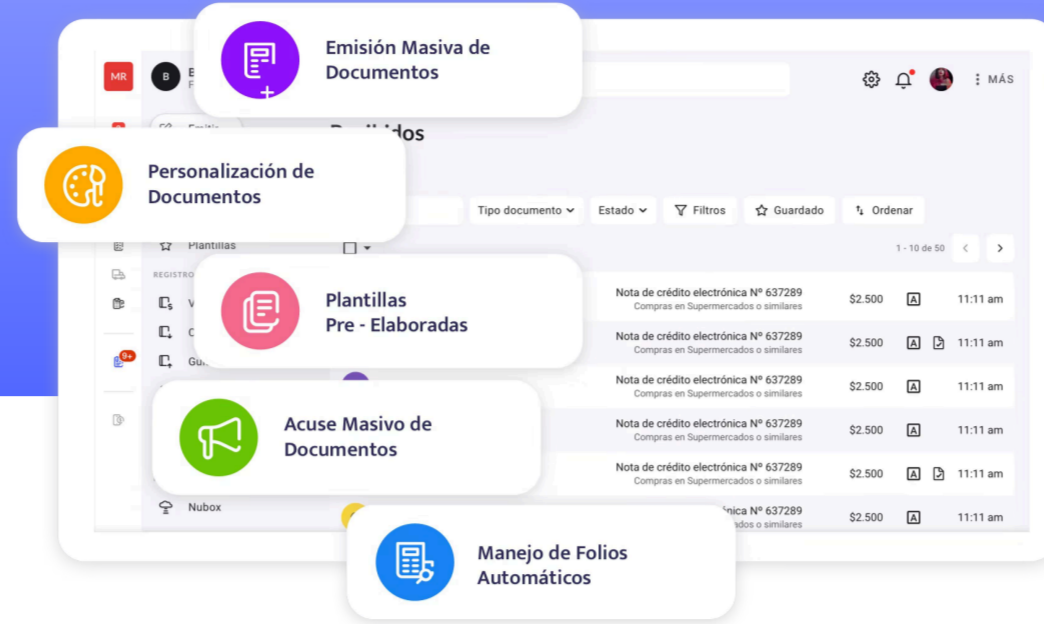 Emisión Masiva de
Documentos
MR
B
MÁS
Personalización de
Documentos
Tipo documento
Estado
Filtros
Guardado
Ordenar
Plantillas
1 - 10 de 50
Plantillas
Pre - Elaboradas
Nota de crédito electrónica Nº 637289
Compras en Supermercados o similares
$2.500
A
11:11 am
Nota de crédito electrónica Nº 637289
Compras en Supermercados o similares
$2.500
A
11:11 am
9+
Nota de crédito electrónica Nº 637289
Compras en Supermercados o similares
$2.500
A
11:11 am
Acuse Masivo de
Documentos
Nota de crédito electrónica Nº 637289
Compras en Supermercados o similares
$2.500
A
11:11 am
Nota de crédito electrónica Nº 637289
Compras en Supermercados o similares
$2.500
A
11:11 am
Nubox
Nº 637289
o similares
$2.500
A
11:11 am
Manejo de Folios
Automáticos